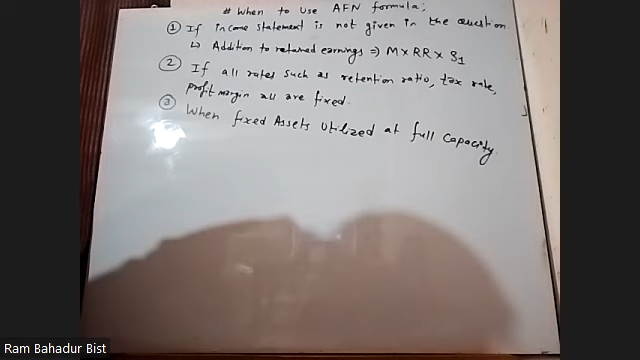 # When to use AFN formula;
① If income statement is not given in the question.
↳ Addition to retained earnings ⇒ M × RR × S₁
② If all rates such as retention ratio, tax rate,
profit margin all are fixed.
③ When fixed Assets Utilized at full capacity.
Ram Bahadur Bist